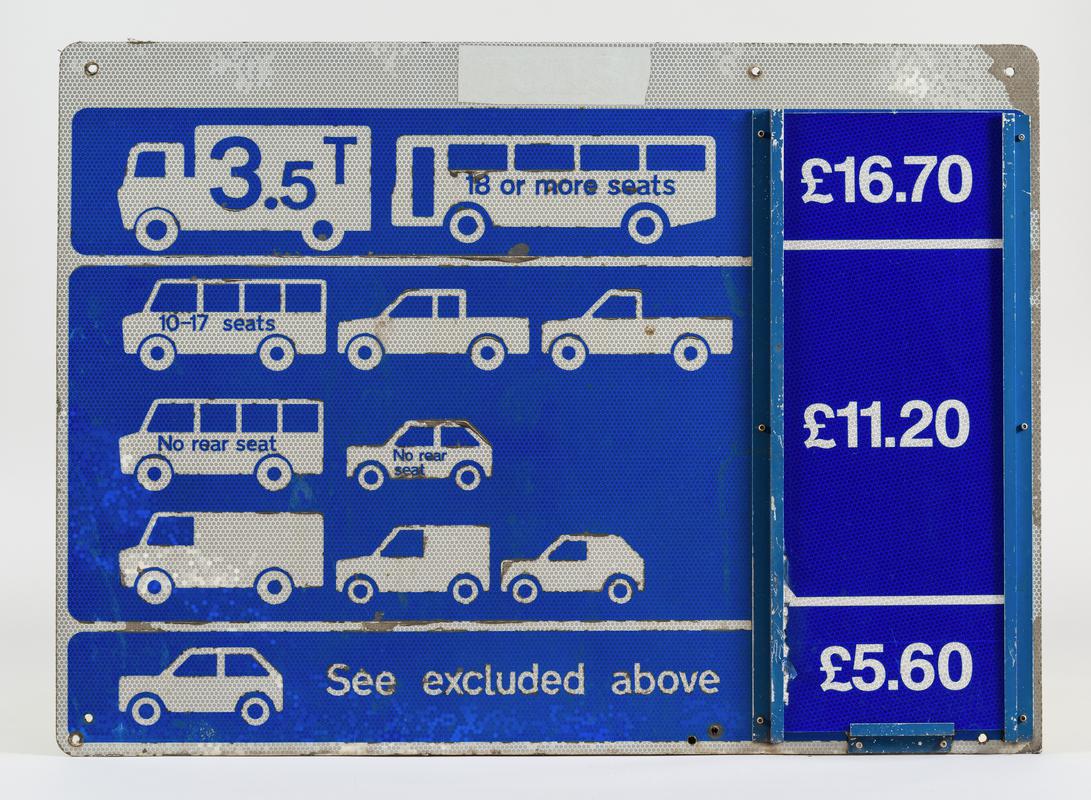 3.5T
18 or more seats
£16.70
10-17 seats
£11.20
No rear seat
No rear
seat
See excluded above
£5.60